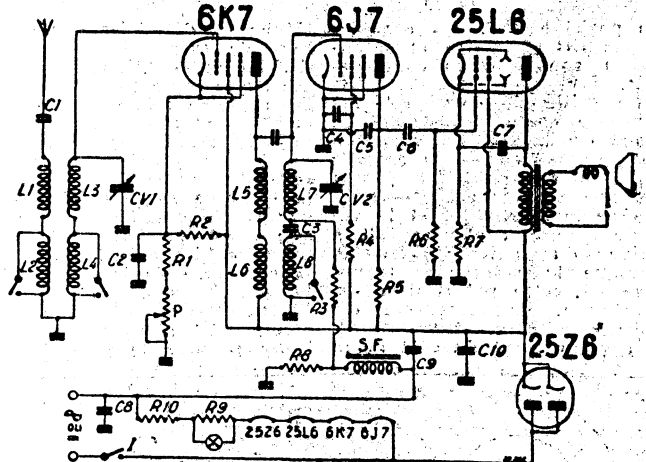 6K7 6J7 25L6
C1
L1 L3 CV1
L2 L4
C2 R2
R1
P
L5 L7 CV2
L6 C3 L8
R3
C4 C5 C6
R4 R5
C7
R6 R7
R8 S.F. C9 C10
25Z6
C8 R10 R9
25Z6 25L6 6K7 6J7
I